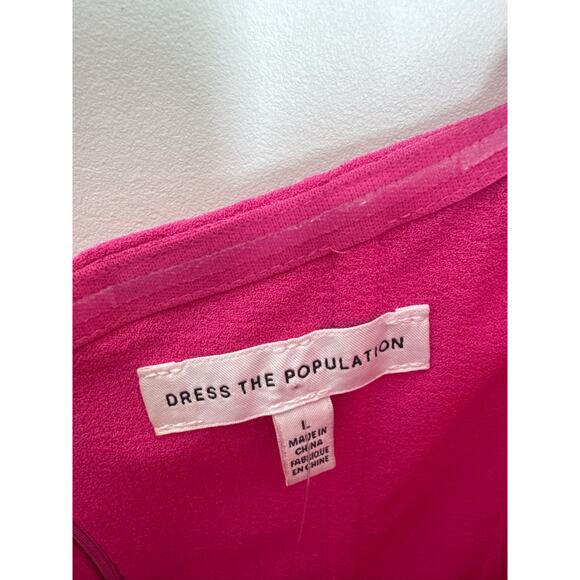 DRESS THE POPULATION
L
MADE IN
CHINA
FABRIQUE
EN CHINE